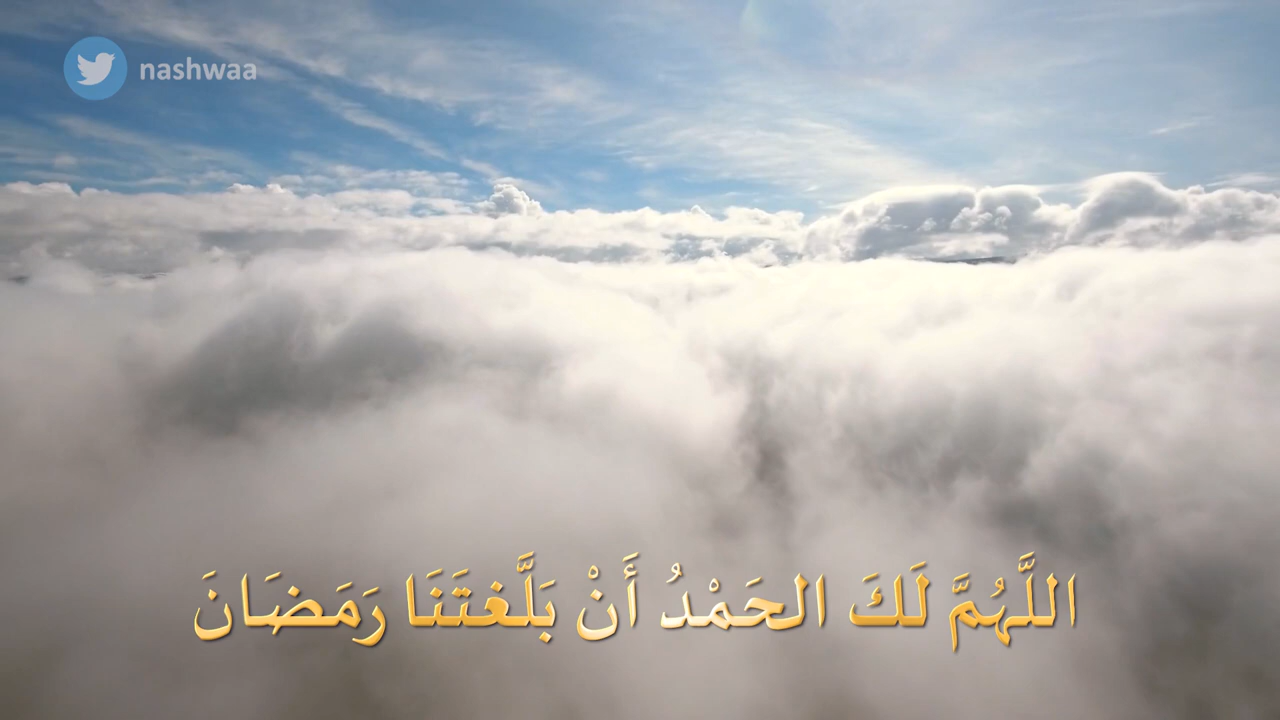 nashwaa
اللَّهُمَّ لَكَ الحَمْدُ أَنْ بَلَّغتَنَا رَمَضَانَ